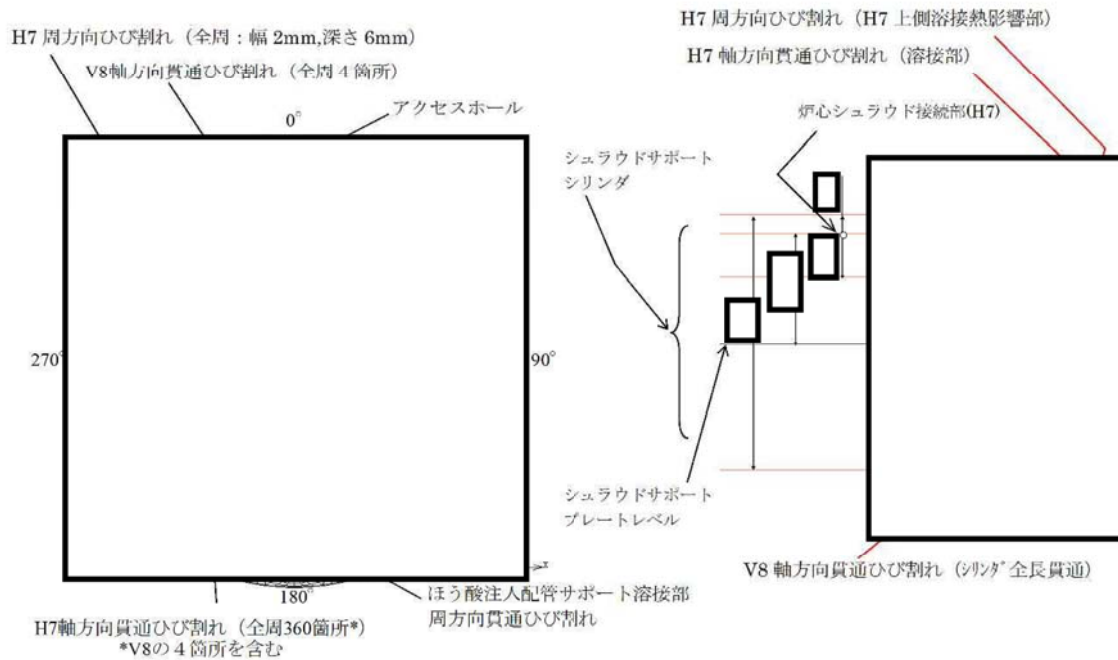 H7 周方向ひび割れ（全周：幅 2mm,深さ 6mm）
V8軸方向貫通ひび割れ（全周４箇所）
アクセスホール
0°
270°
90°
180°
ほう酸注入配管サポート溶接部
周方向貫通ひび割れ
H7軸方向貫通ひび割れ（全周360箇所*）
*V8の４箇所を含む
H7 周方向ひび割れ（H7 上側溶接熱影響部）
H7 軸方向貫通ひび割れ（溶接部）
炉心シュラウド接続部(H7)
シュラウドサポート
シリンダ
シュラウドサポート
プレートレベル
V8 軸方向貫通ひび割れ（ｼﾘﾝﾀﾞ全長貫通）